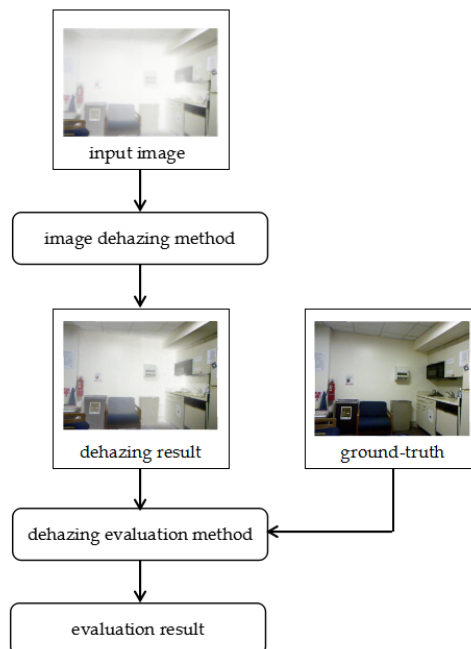 input image
image dehazing method
dehazing result
ground-truth
dehazing evaluation method
evaluation result